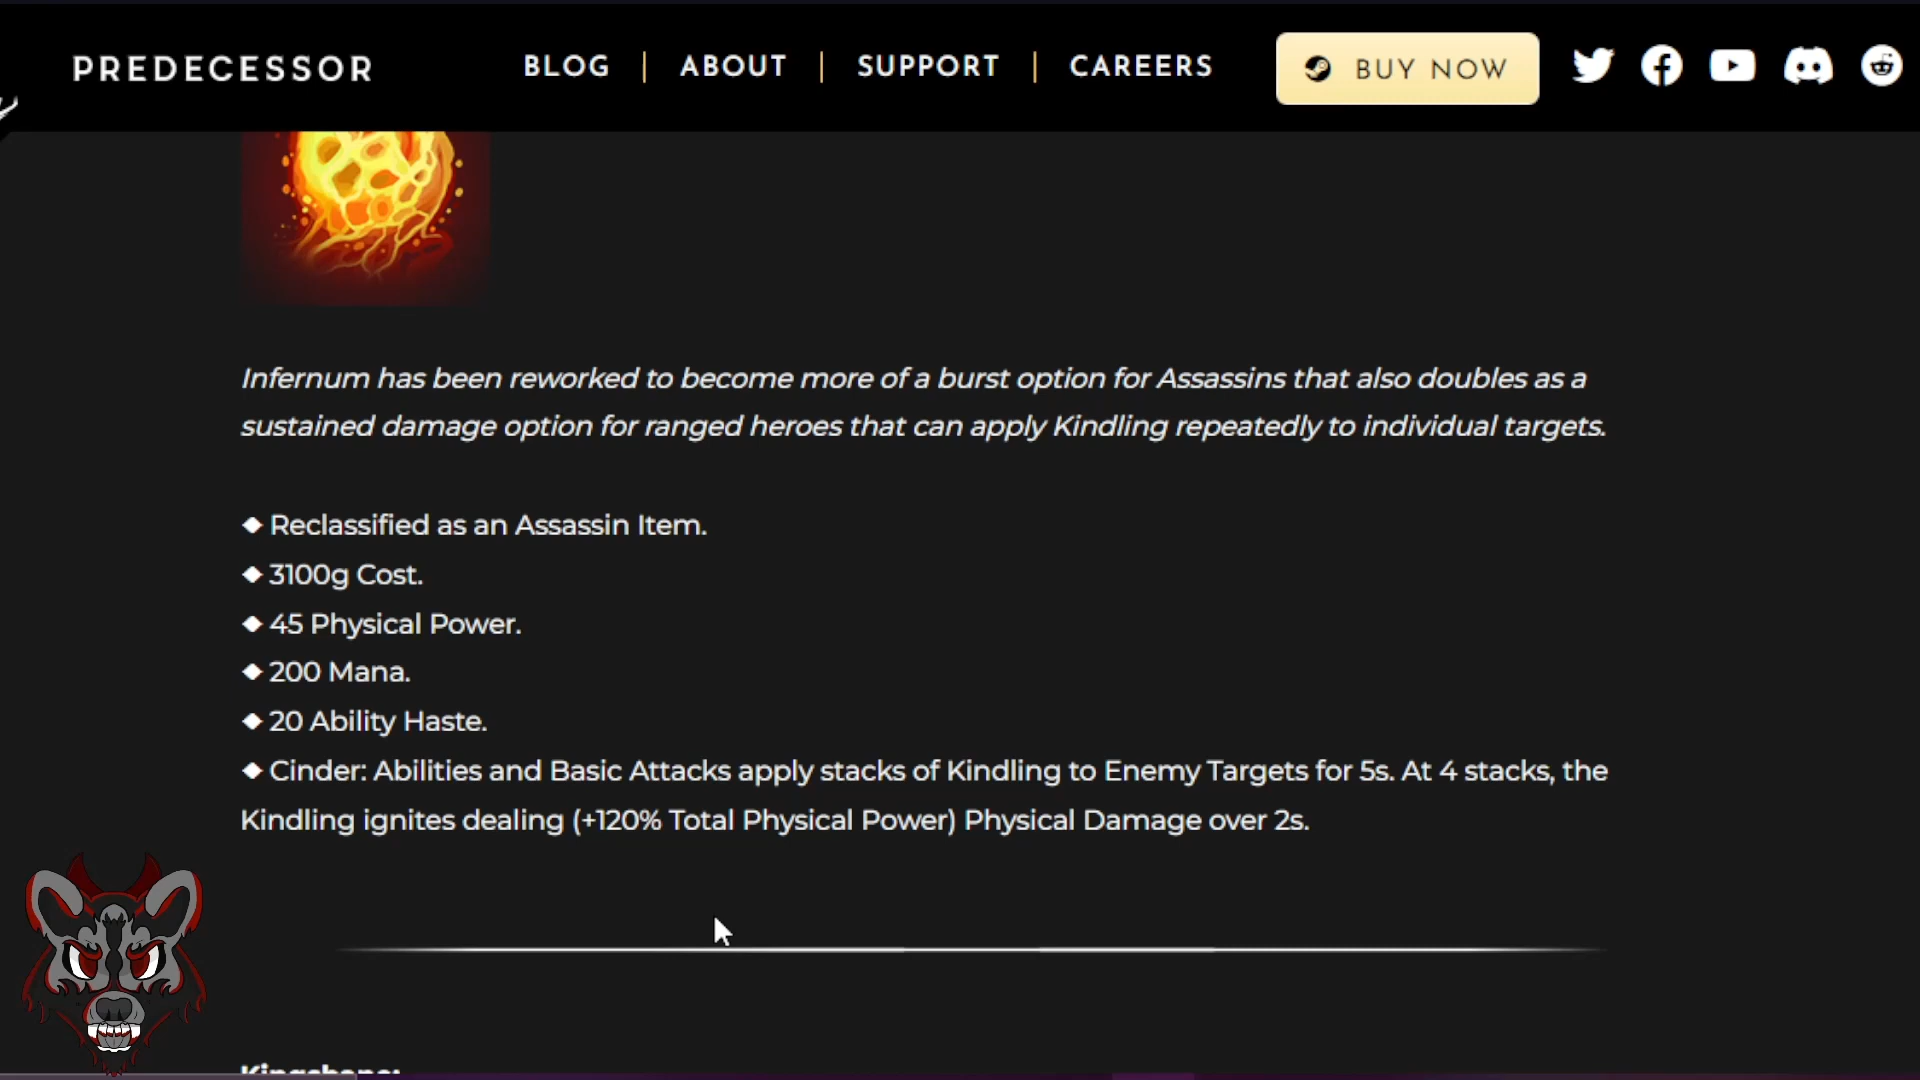 PREDECESSOR
BLOG | ABOUT | SUPPORT | CAREERS
BUY NOW
Infernum has been reworked to become more of a burst option for Assassins that also doubles as a
sustained damage option for ranged heroes that can apply Kindling repeatedly to individual targets.
◆ Reclassified as an Assassin Item.
◆ 3100g Cost.
◆ 45 Physical Power.
◆ 200 Mana.
◆ 20 Ability Haste.
◆ Cinder: Abilities and Basic Attacks apply stacks of Kindling to Enemy Targets for 5s. At 4 stacks, the
Kindling ignites dealing (+120% Total Physical Power) Physical Damage over 2s.